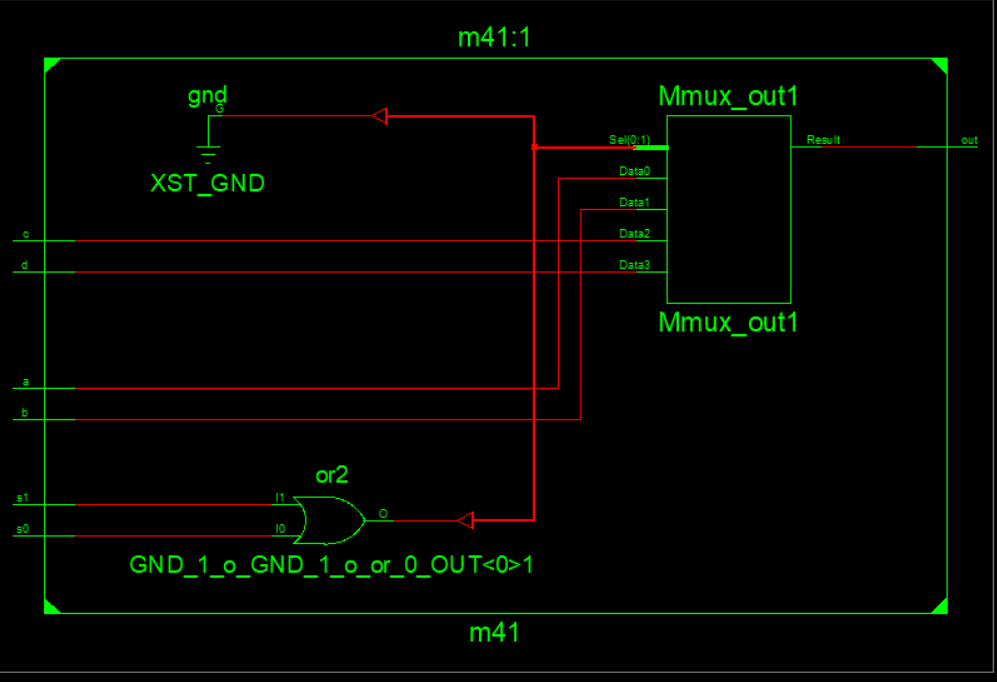 m41:1
gnd
G
XST_GND
Mmux_out1
Sel(0:1)
Data0
Data1
Data2
Data3
Result
out
Mmux_out1
c
d
a
b
or2
s1
I1
O
s0
I0
GND_1_o_GND_1_o_or_0_OUT<0>1
m41